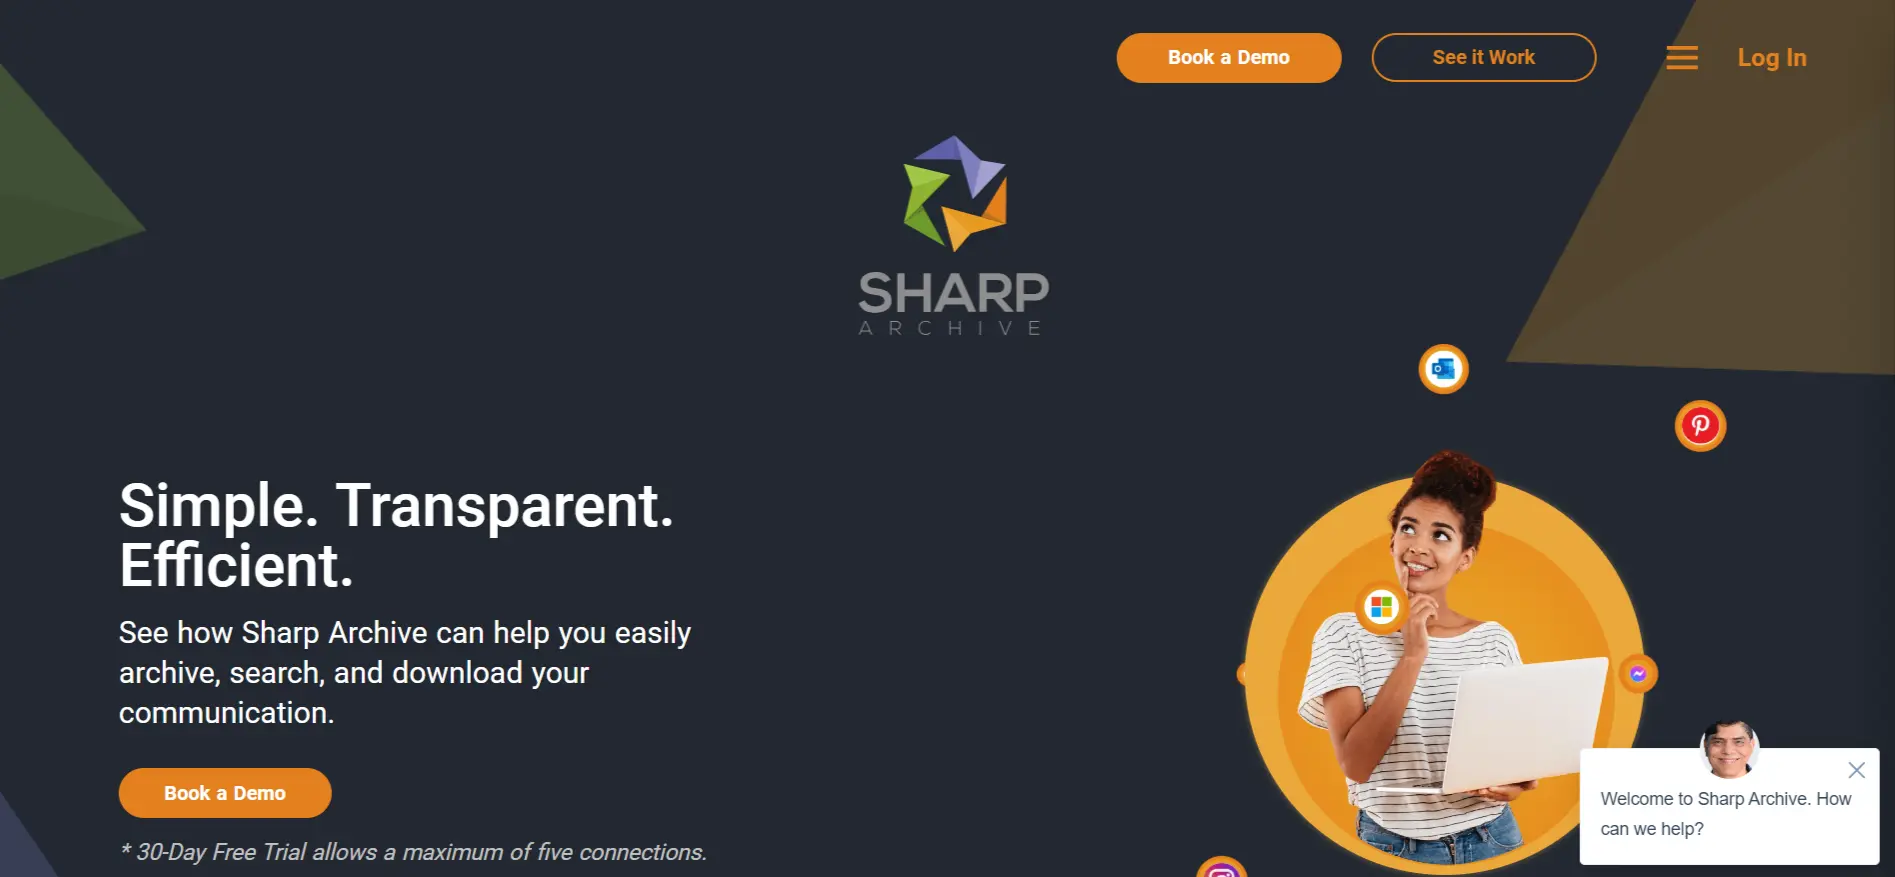 Book a Demo
See it Work
Log In
SHARP
ARCHIVE
Simple. Transparent.
Efficient.
See how Sharp Archive can help you easily
archive, search, and download your
communication.
Book a Demo
* 30-Day Free Trial allows a maximum of five connections.
Welcome to Sharp Archive. How
can we help?